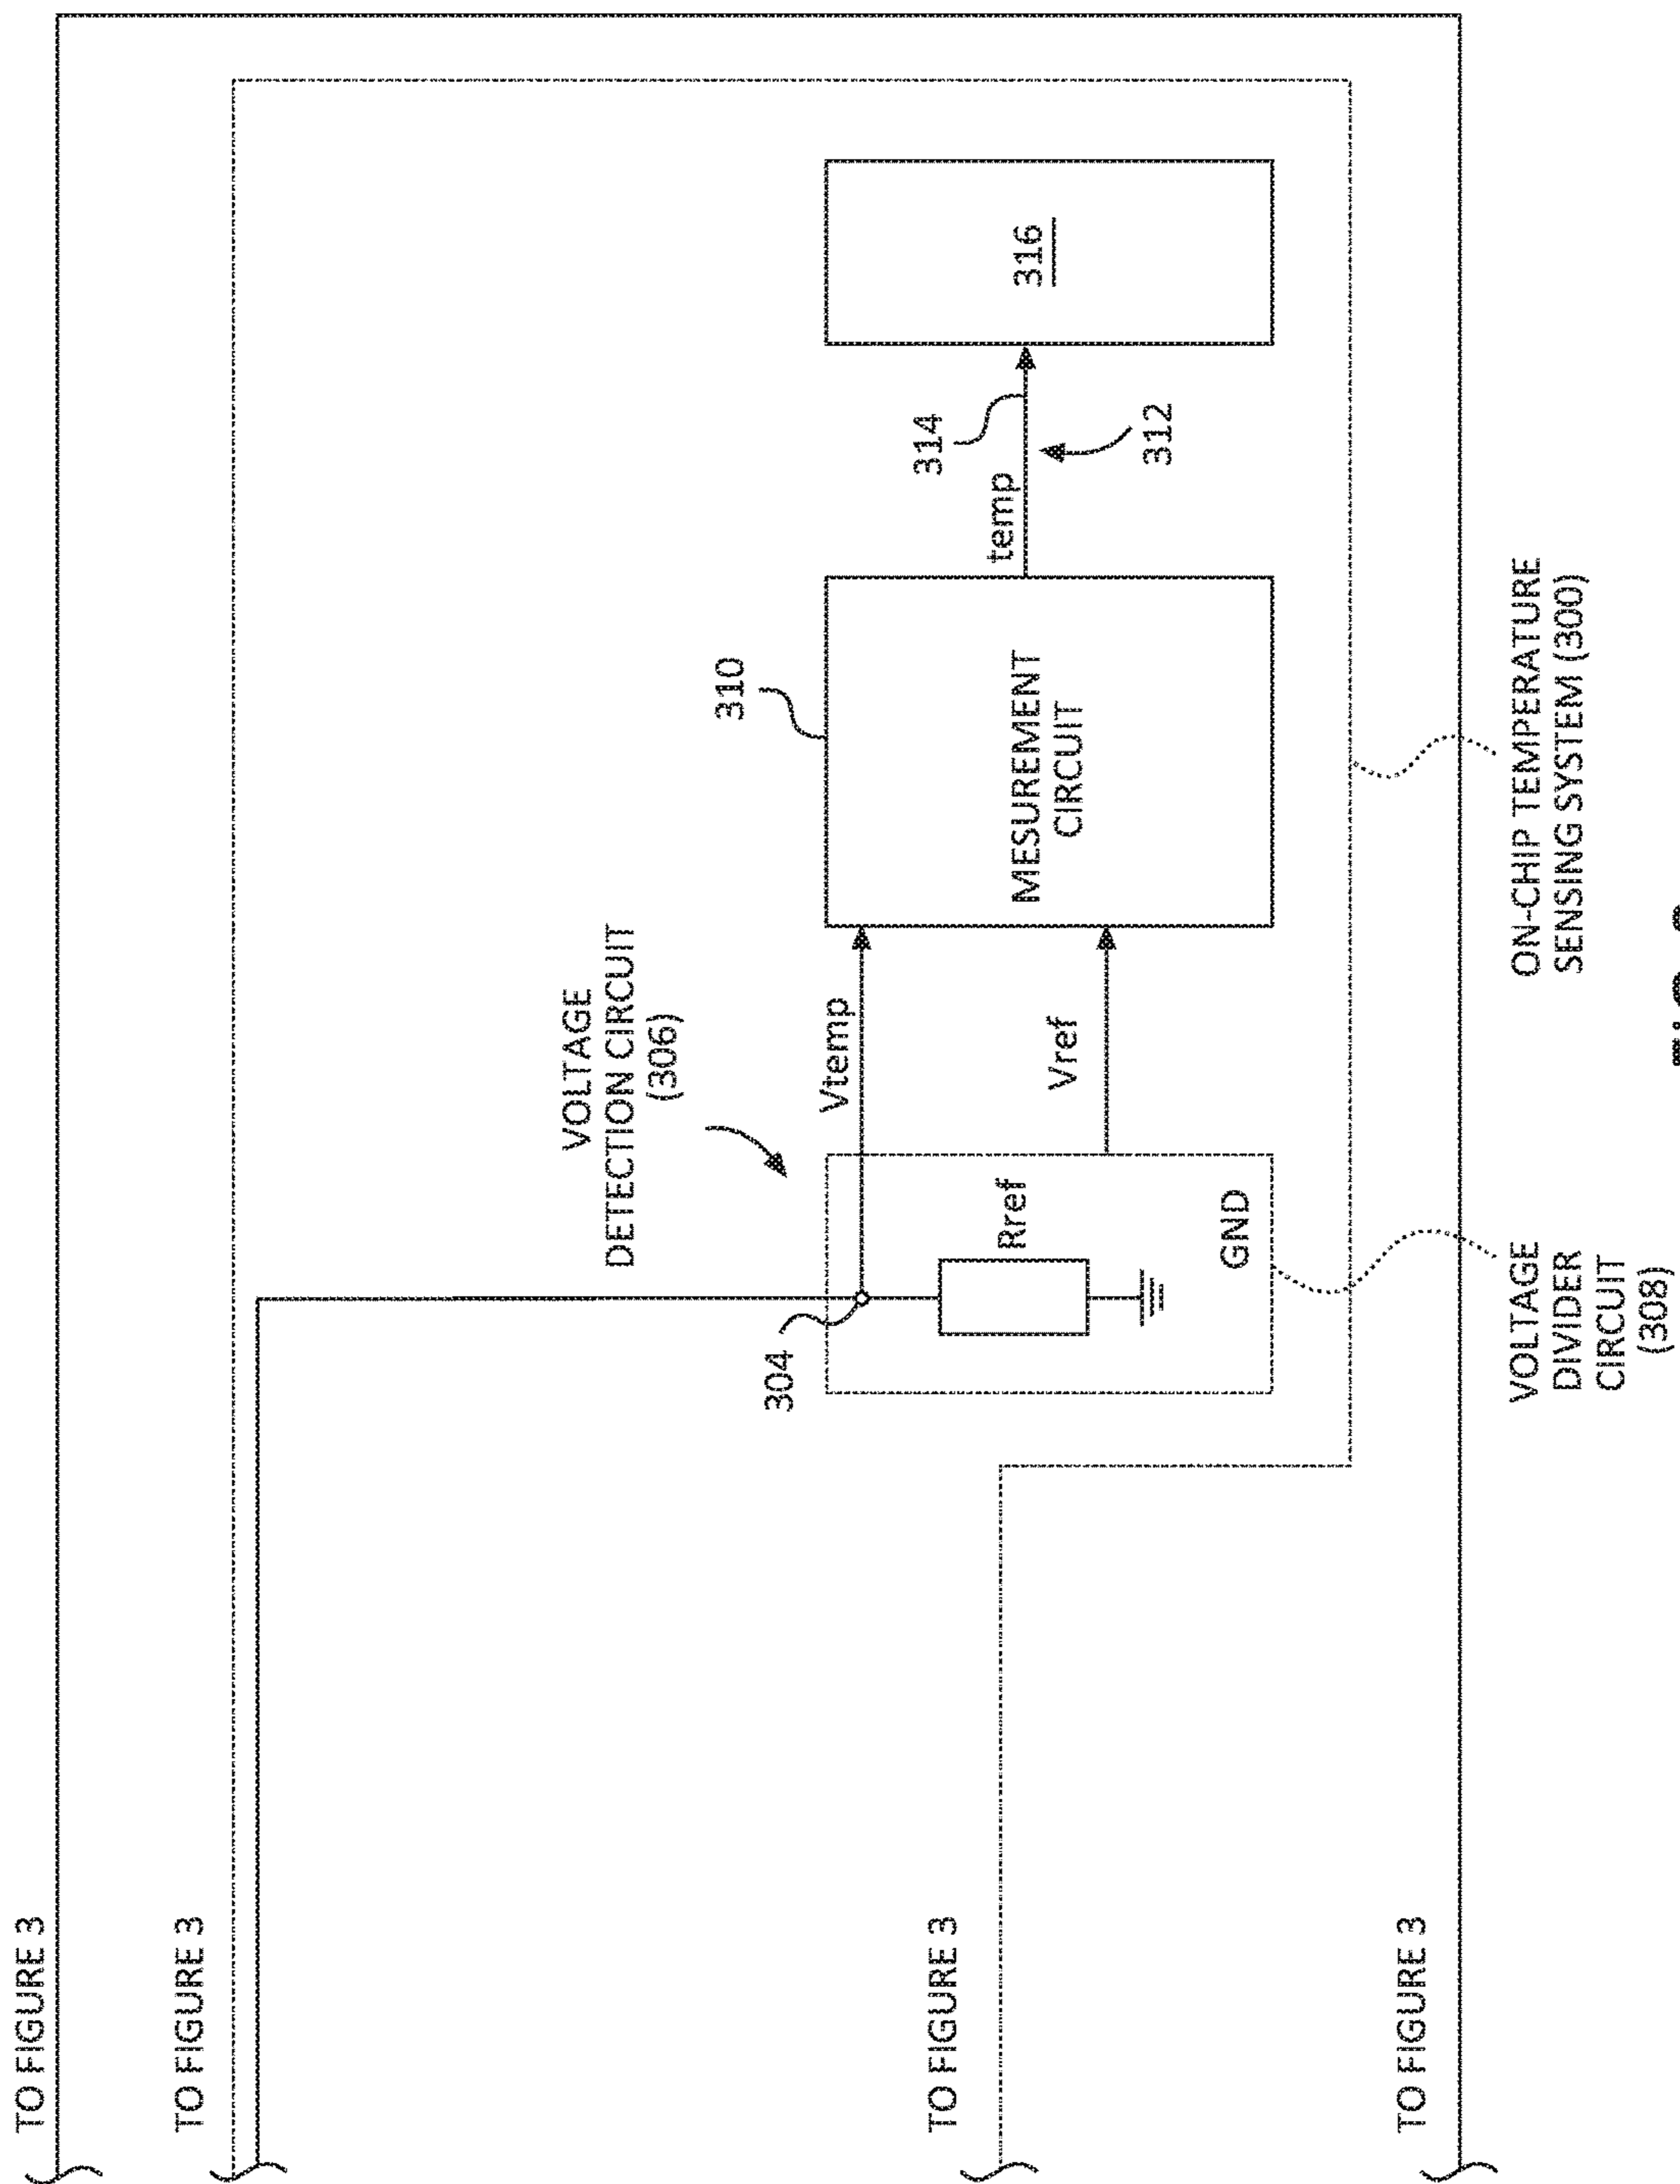 TO FIGURE 3
TO FIGURE 3
TO FIGURE 3
TO FIGURE 3
VOLTAGE
DETECTION CIRCUIT
(306)
304
Rref
GND
Vtemp
Vref
310
MESUREMENT
CIRCUIT
temp
314
312
316
VOLTAGE
DIVIDER
CIRCUIT
(308)
ON-CHIP TEMPERATURE
SENSING SYSTEM (300)